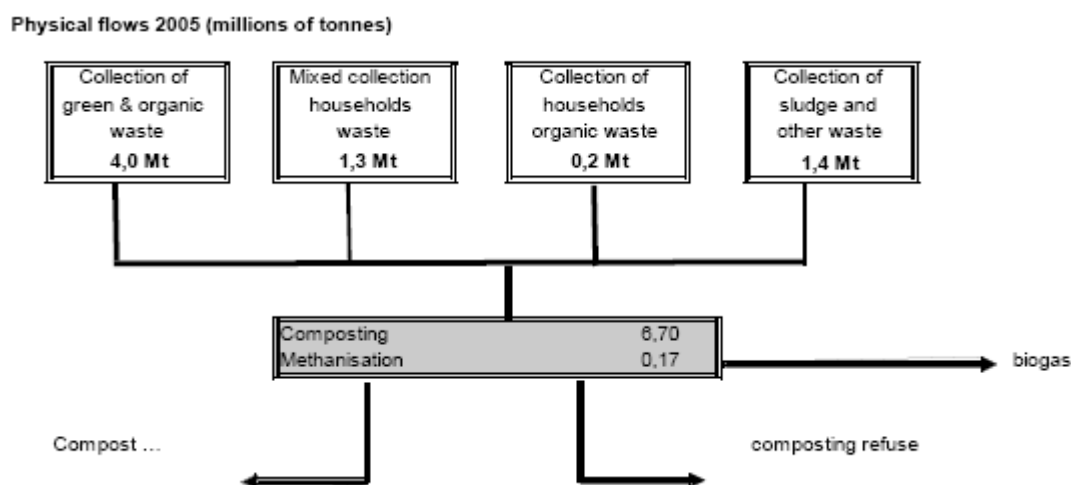 Physical flows 2005 (millions of tonnes)
Collection of
green & organic
waste
4,0 Mt
Mixed collection
households
waste
1,3 Mt
Collection of
households
organic waste
0,2 Mt
Collection of
sludge and
other waste
1,4 Mt
Composting 6,70
Methanisation 0,17
biogas
Compost ...
composting refuse